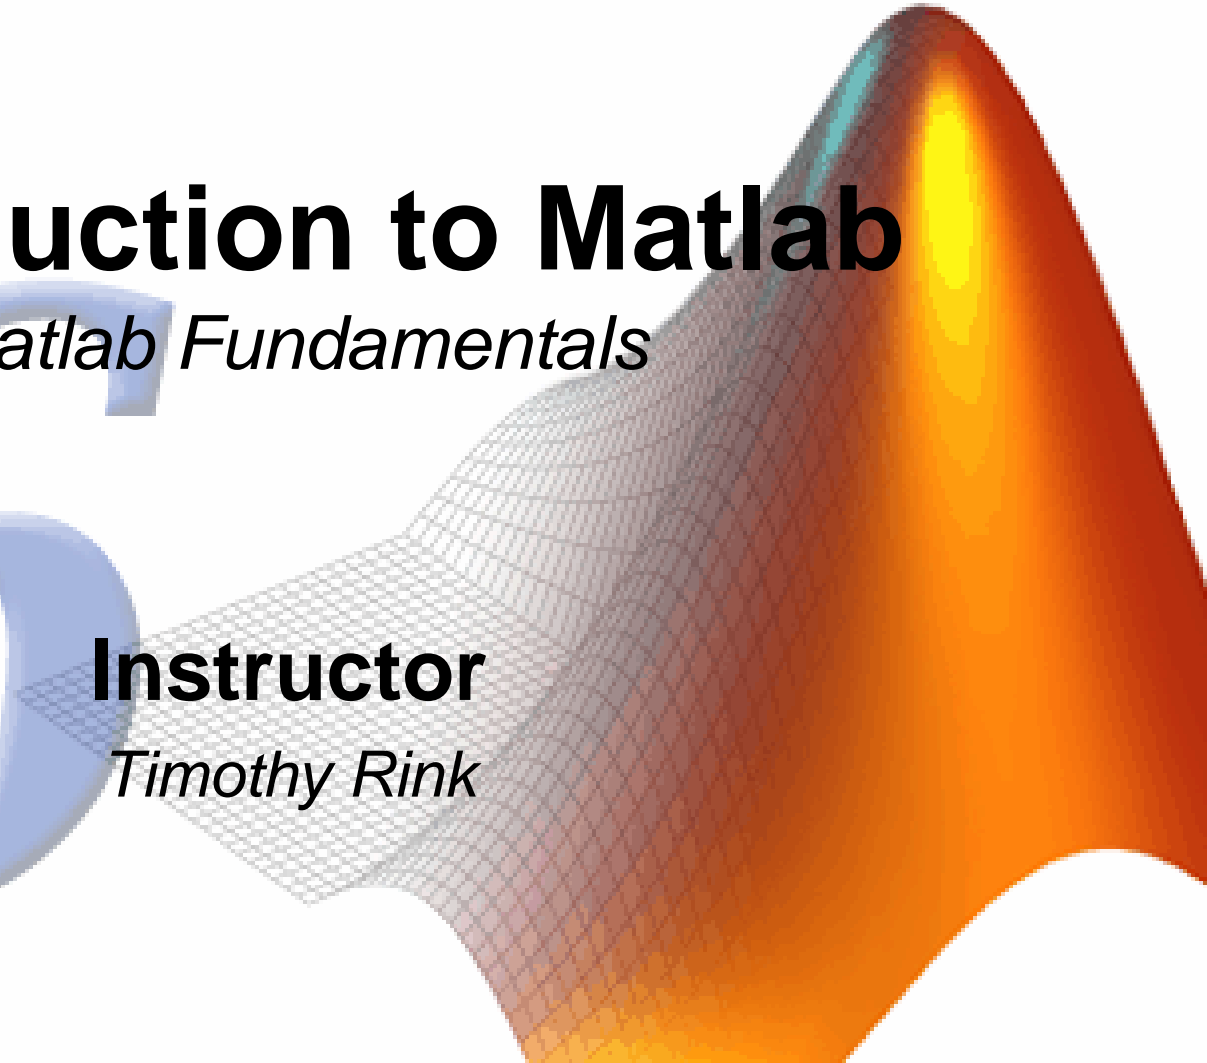 uction to Matlab
atlab Fundamentals
Instructor
Timothy Rink